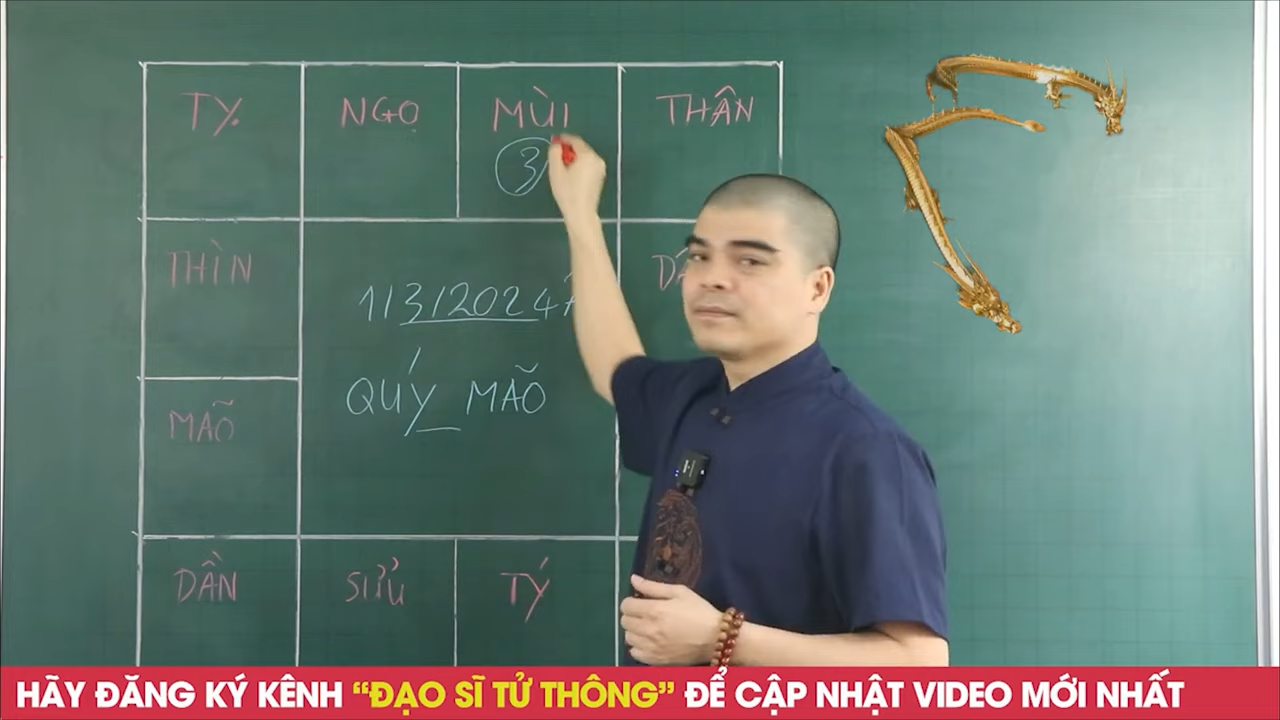 TỴ NGỌ MÙI THÂN
3
THÌN
1/3/2024
QUÝ MÃO
MÃO
DẦN SỬU TÝ
HÃY ĐĂNG KÝ KÊNH “ĐẠO SĨ TỬ THÔNG” ĐỂ CẬP NHẬT VIDEO MỚI NHẤT